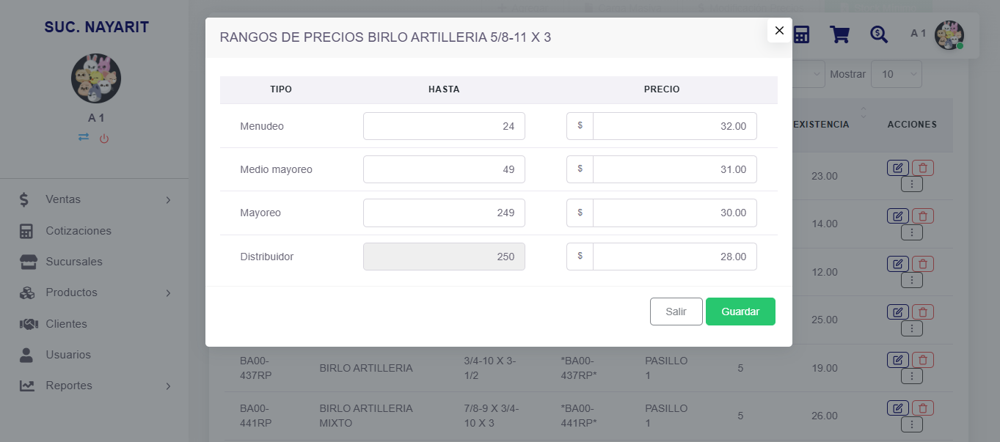 SUC. NAYARIT
A 1
Ventas
Cotizaciones
Sucursales
Productos
Clientes
Usuarios
Reportes
RANGOS DE PRECIOS BIRLO ARTILLERIA 5/8-11 X 3
A 1
Mostrar 10
TIPO HASTA PRECIO
Menudeo 24 $ 32.00
Medio mayoreo 49 $ 31.00
Mayoreo 249 $ 30.00
Distribuidor 250 $ 28.00
Salir Guardar
EXISTENCIA ACCIONES
23.00
14.00
12.00
25.00
BA00-437RP BIRLO ARTILLERIA 3/4-10 X 3-1/2 *BA00-437RP* PASILLO 1 5 19.00
BA00-441RP BIRLO ARTILLERIA MIXTO 7/8-9 X 3/4-10 X 3 *BA00-441RP* PASILLO 1 5 26.00